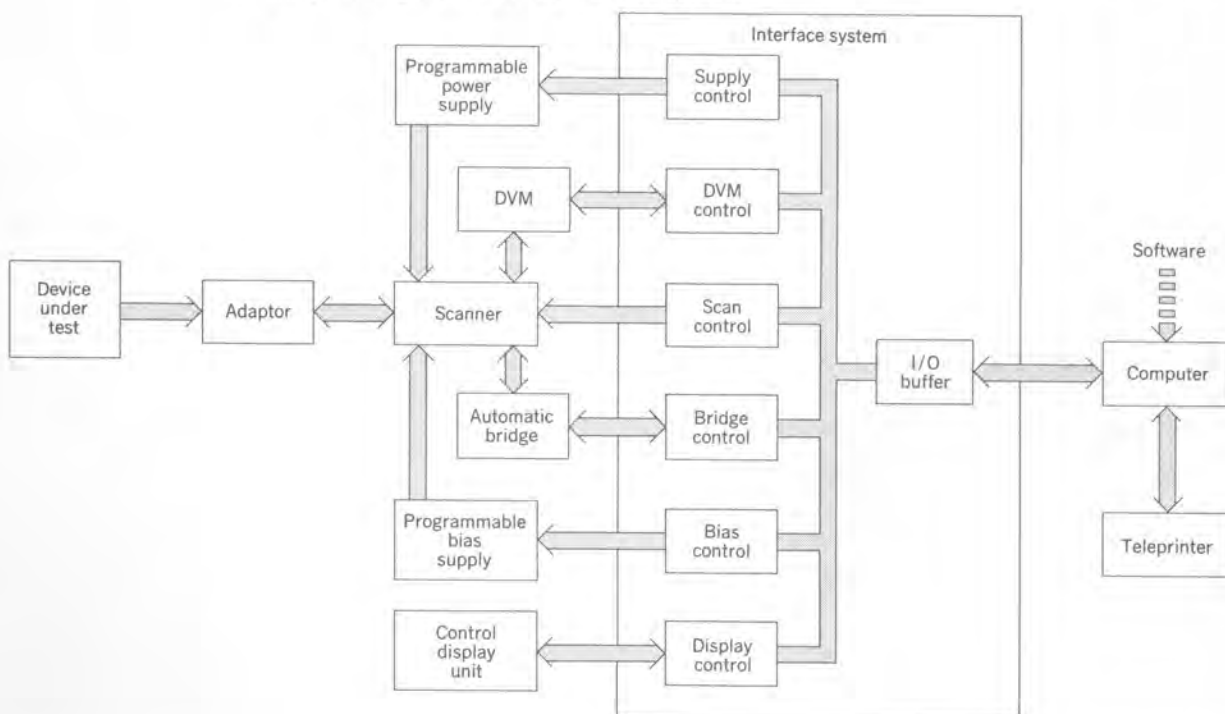 Interface system
Programmable
power
supply
Supply
control
DVM
DVM
control
Software
Device
under
test
Adaptor
Scanner
Scan
control
I/O
buffer
Computer
Automatic
bridge
Bridge
control
Programmable
bias
supply
Bias
control
Teleprinter
Control
display
unit
Display
control